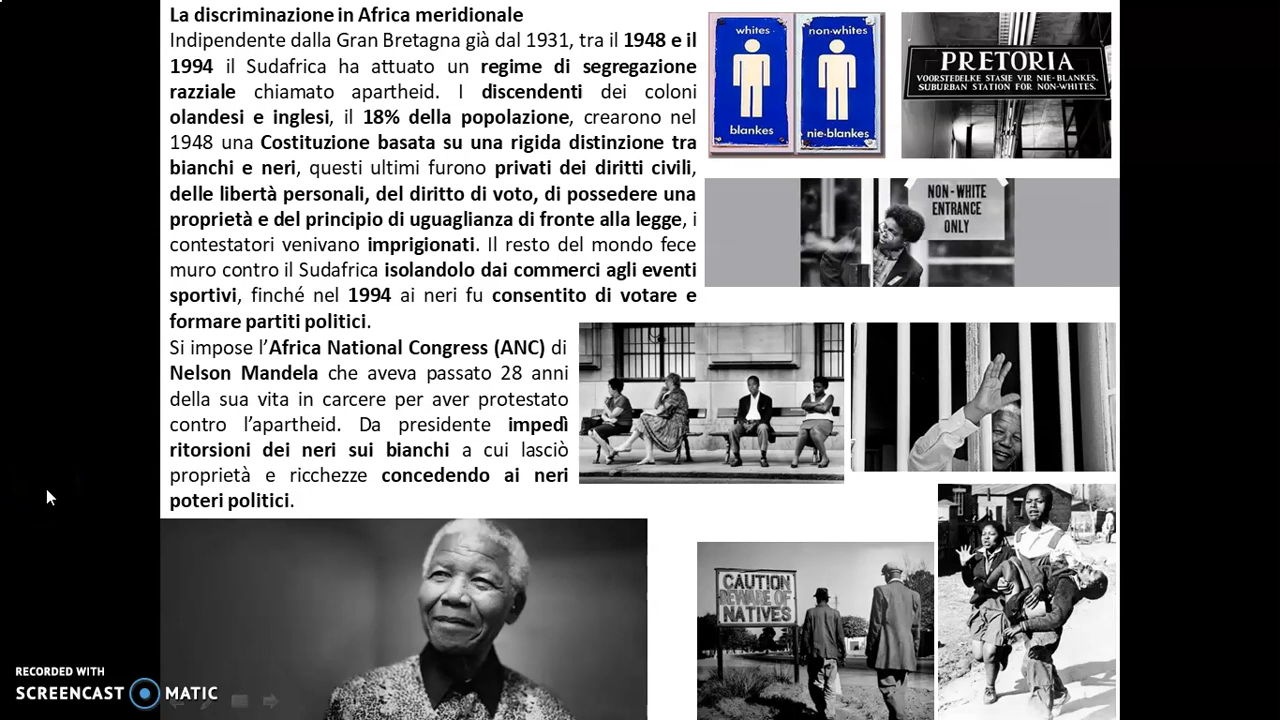 La discriminazione in Africa meridionale
Indipendente dalla Gran Bretagna già dal 1931, tra il 1948 e il
1994 il Sudafrica ha attuato un regime di segregazione
razziale chiamato apartheid. I discendenti dei coloni
olandesi e inglesi, il 18% della popolazione, crearono nel
1948 una Costituzione basata su una rigida distinzione tra
bianchi e neri, questi ultimi furono privati dei diritti civili,
delle libertà personali, del diritto di voto, di possedere una
proprietà e del principio di uguaglianza di fronte alla legge, i
contestatori venivano imprigionati. Il resto del mondo fece
muro contro il Sudafrica isolandolo dai commerci agli eventi
sportivi, finché nel 1994 ai neri fu consentito di votare e
formare partiti politici.
Si impose l’Africa National Congress (ANC) di
Nelson Mandela che aveva passato 28 anni
della sua vita in carcere per aver protestato
contro l’apartheid. Da presidente impedì
ritorsioni dei neri sui bianchi a cui lasciò
proprietà e ricchezze concedendo ai neri
poteri politici.
whites
blankes
non-whites
nie-blankes
PRETORIA
VOORSTEDELKE STASIE VIR NIE-BLANKES.
SUBURBAN STATION FOR NON-WHITES.
NON-WHITE
ENTRANCE
ONLY
CAUTION
BEWARE OF
NATIVES
RECORDED WITH
SCREENCAST MATIC